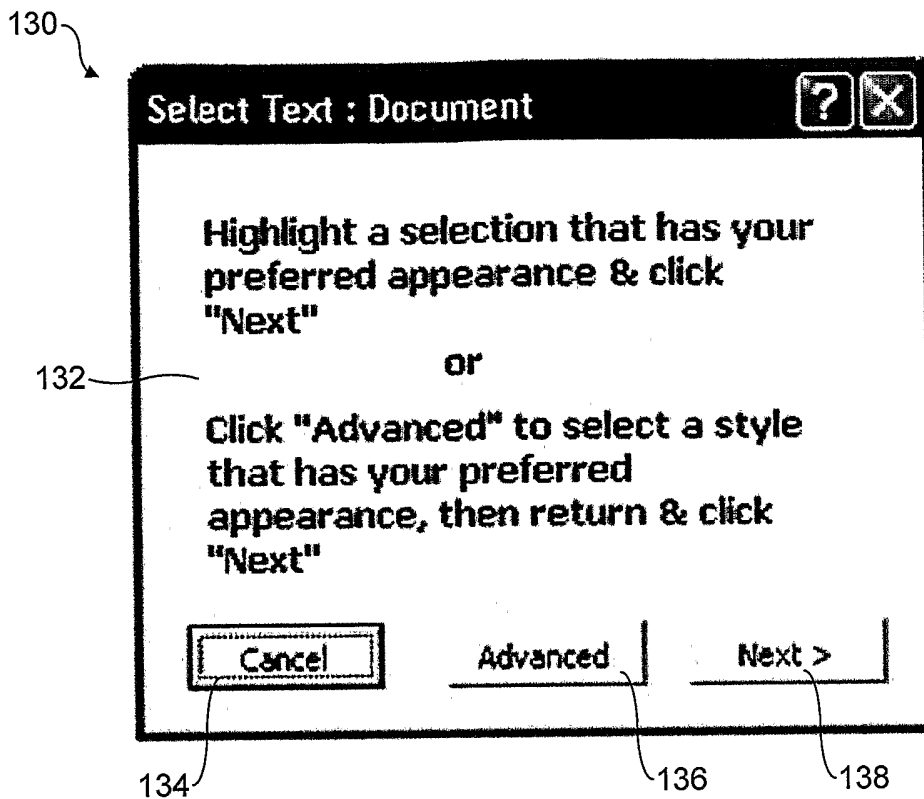 130
Select Text : Document ? X
Highlight a selection that has your
preferred appearance & click
"Next"
or
132
Click "Advanced" to select a style
that has your preferred
appearance, then return & click
"Next"
Cancel Advanced Next >
134 136 138